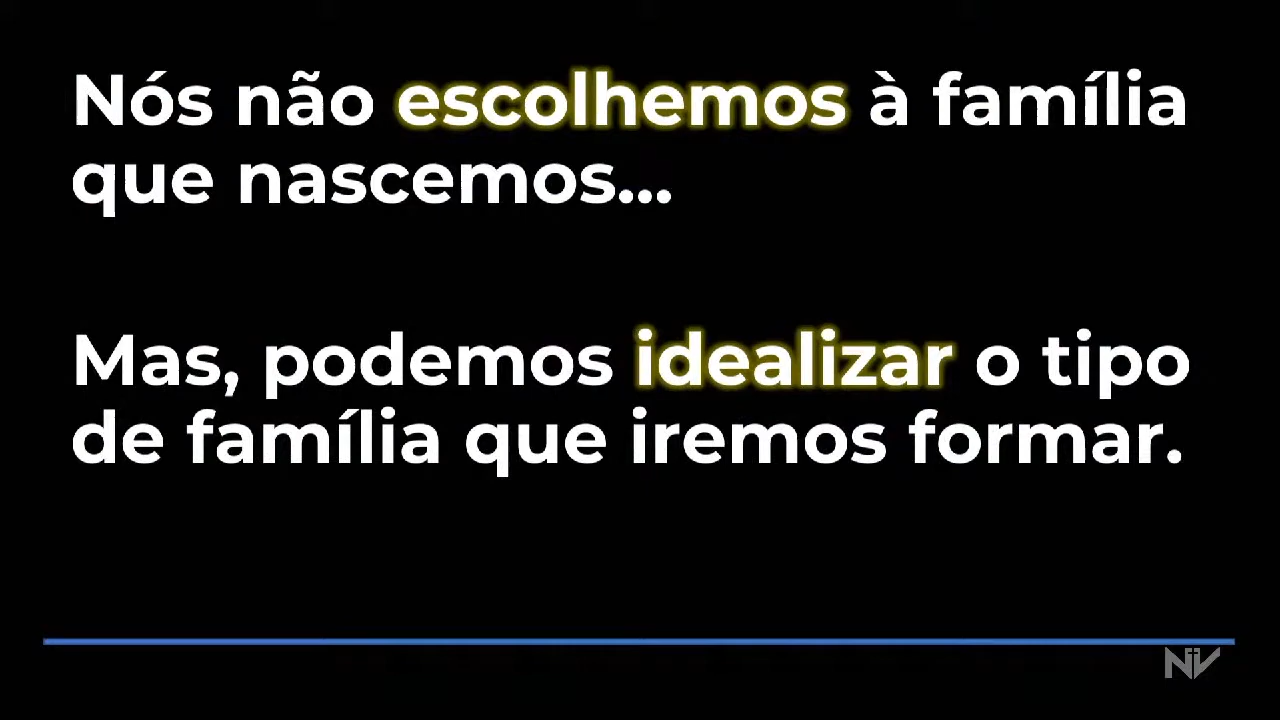 Nós não escolhemos à família
que nascemos...
Mas, podemos idealizar o tipo
de família que iremos formar.
NV